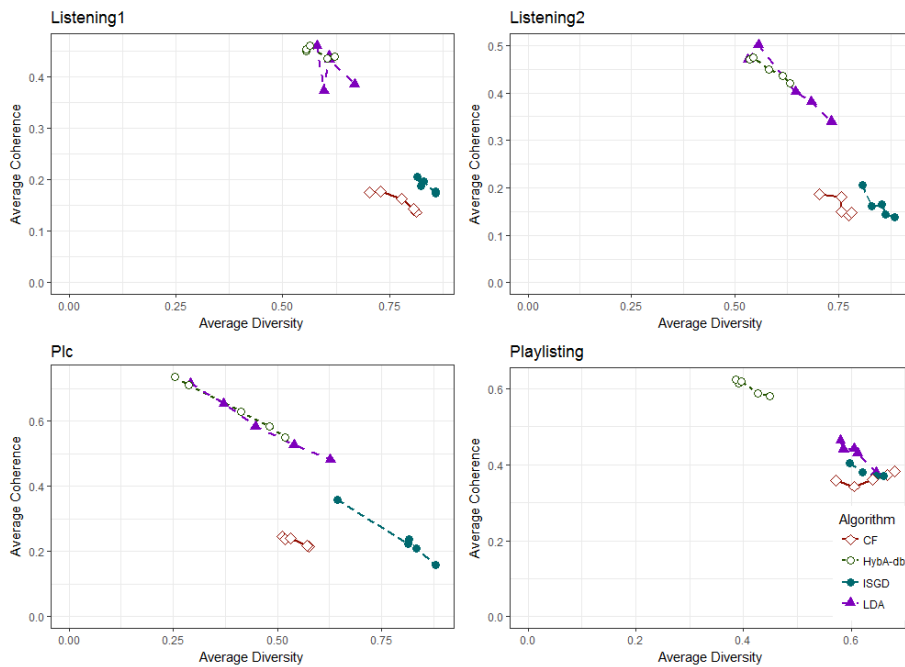 Listening1
Average Coherence
0.4
0.3
0.2
0.1
0.0
0.00
0.25
0.50
0.75
Average Diversity
Listening2
Average Coherence
0.5
0.4
0.3
0.2
0.1
0.0
0.00
0.25
0.50
0.75
Average Diversity
Plc
Average Coherence
0.6
0.4
0.2
0.0
0.00
0.25
0.50
0.75
Average Diversity
Playlisting
Average Coherence
0.6
0.4
0.2
0.0
0.0
0.2
0.4
0.6
Average Diversity
Algorithm
CF
HybA-db
ISGD
LDA